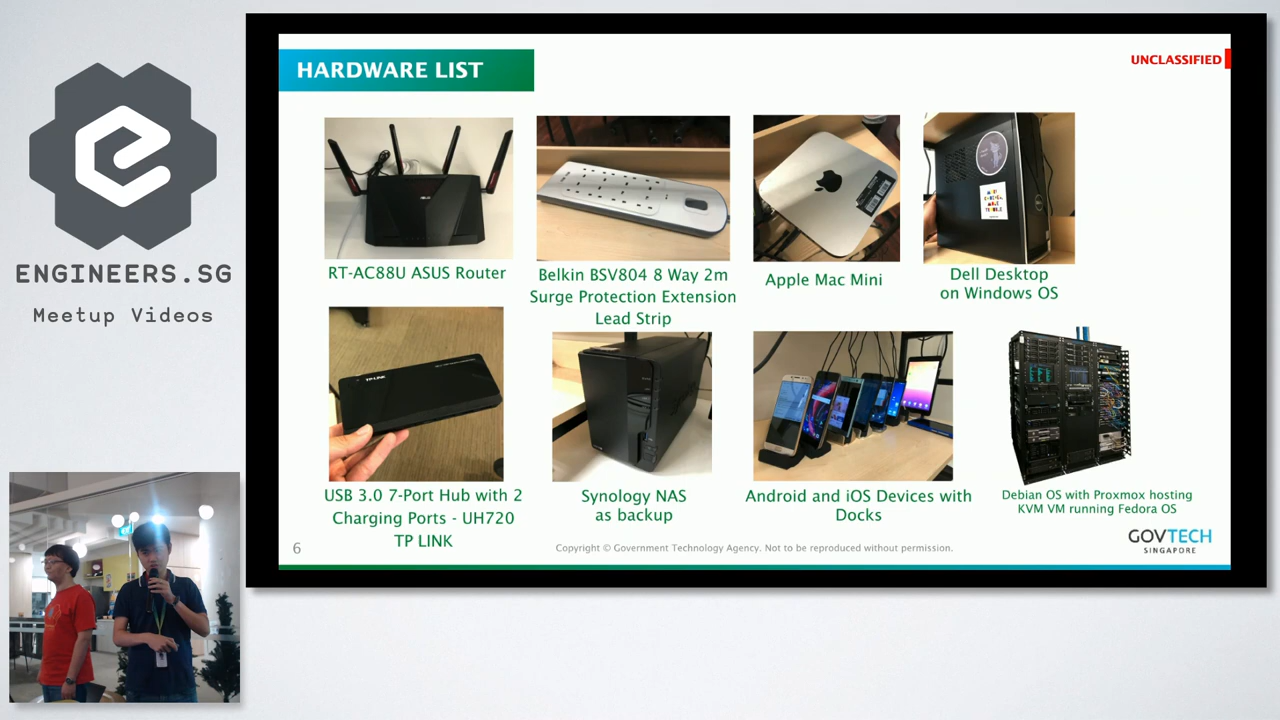 ENGINEERS.SG
Meetup Videos
HARDWARE LIST
UNCLASSIFIED
RT-AC88U ASUS Router
Belkin BSV804 8 Way 2m
Surge Protection Extension
Lead Strip
Apple Mac Mini
Dell Desktop
on Windows OS
TP-LINK
USB 3.0 7-Port Hub with 2
Charging Ports - UH720
TP LINK
Synology NAS
as backup
Android and iOS Devices with
Docks
Debian OS with Proxmox hosting
KVM VM running Fedora OS
6
Copyright © Government Technology Agency. Not to be reproduced without permission.
GOVTECH
SINGAPORE